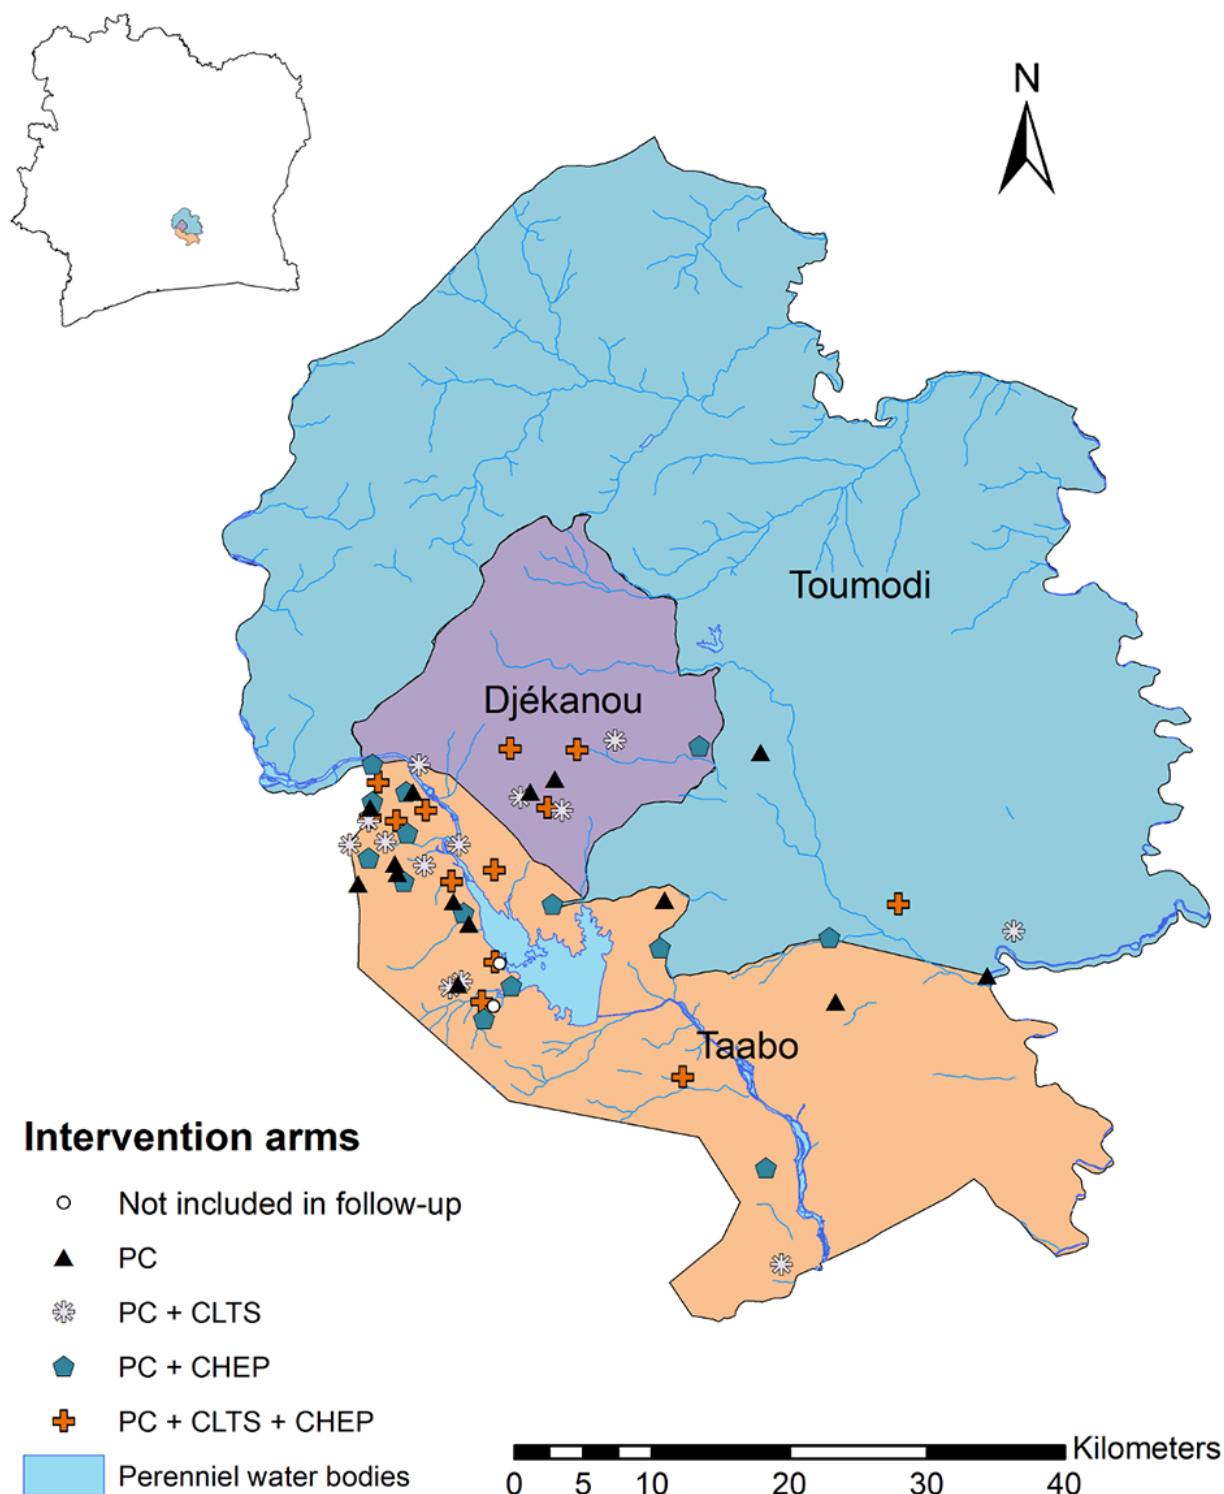 N
Toumodi
Djékanou
Taabo
Intervention arms
Not included in follow-up
PC
PC + CLTS
PC + CHEP
PC + CLTS + CHEP
Perenniel water bodies
Kilometers
0 5 10 20 30 40